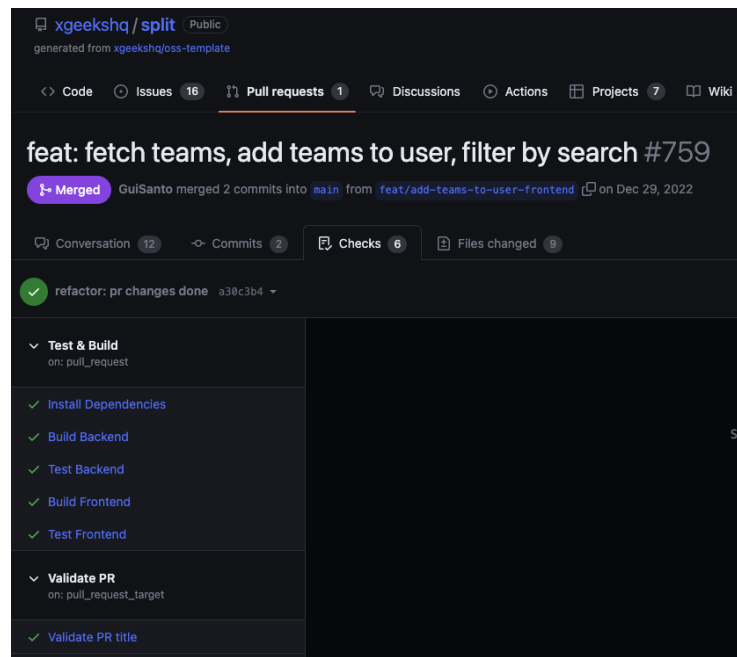 xgeekshq / split Public
generated from xgeekshq/oss-template
Code Issues 16 Pull requests 1 Discussions Actions Projects 7 Wiki
feat: fetch teams, add teams to user, filter by search #759
Merged GuiSanto merged 2 commits into main from feat/add-teams-to-user-frontend on Dec 29, 2022
Conversation 12 Commits 2 Checks 6 Files changed 9
refactor: pr changes done a30c3b4
Test & Build
on: pull_request
Install Dependencies
S
Build Backend
Test Backend
Build Frontend
Test Frontend
Validate PR
on: pull_request_target
Validate PR title